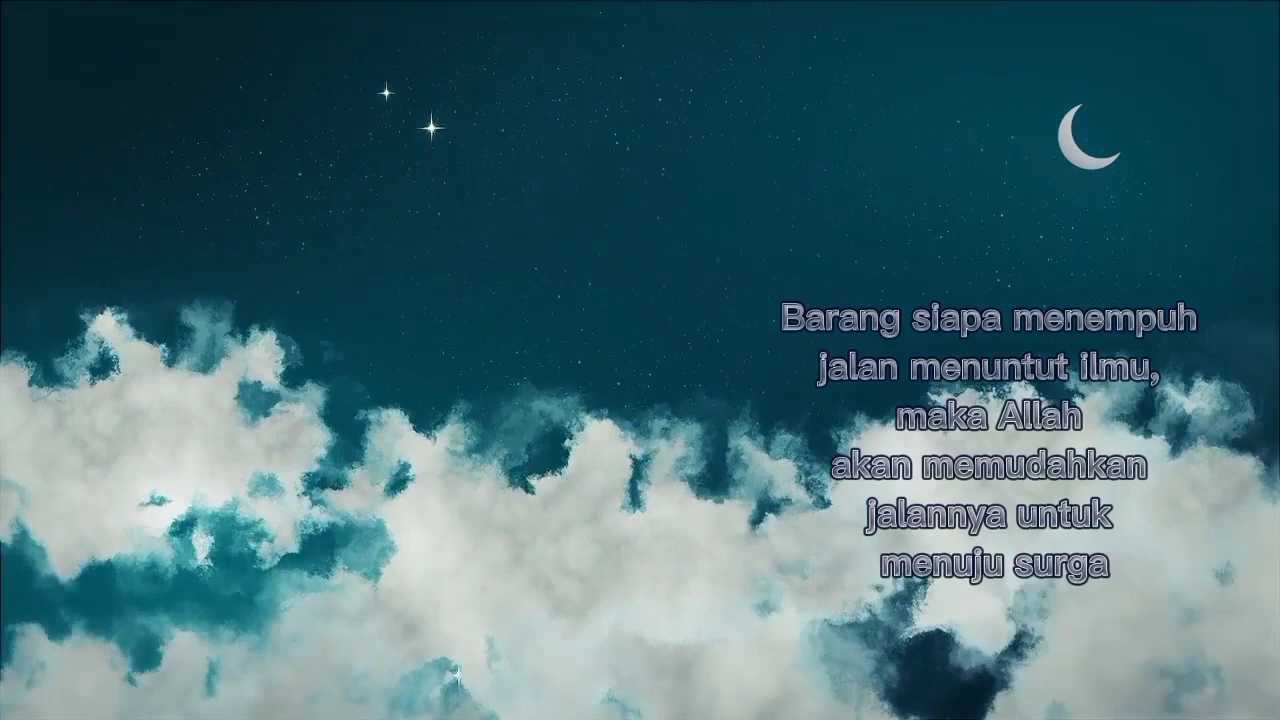 Barang siapa menempuh
jalan menuntut ilmu,
maka Allah
akan memudahkan
jalannya untuk
menuju surga